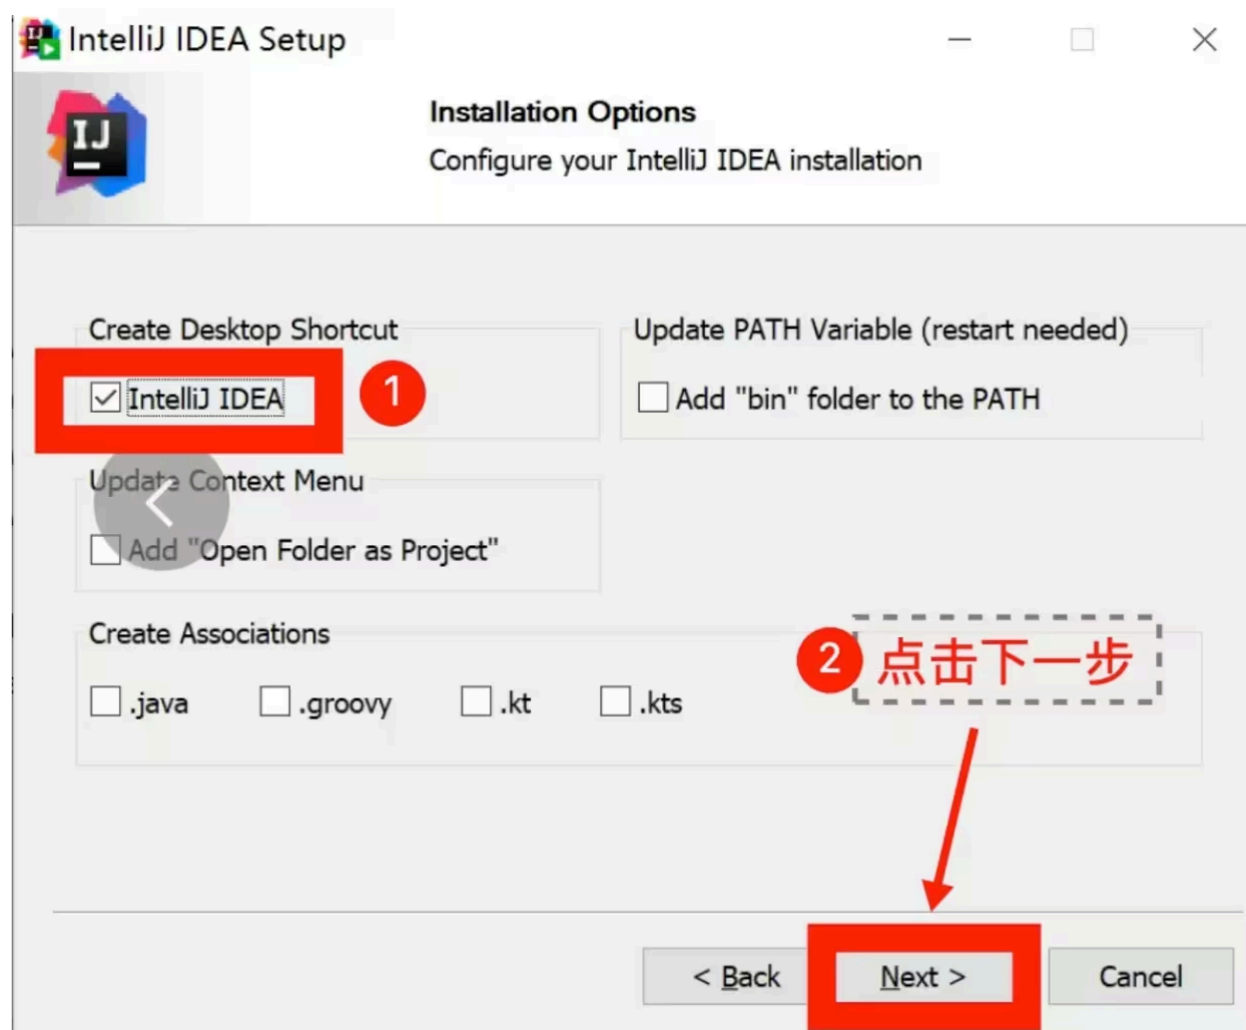 IntelliJ IDEA Setup
IJ
Installation Options
Configure your IntelliJ IDEA installation
Create Desktop Shortcut
IntelliJ IDEA
1
Update PATH Variable (restart needed)
Add "bin" folder to the PATH
Update Context Menu
Add "Open Folder as Project"
Create Associations
.java .groovy .kt .kts
2 点击下一步
< Back Next > Cancel